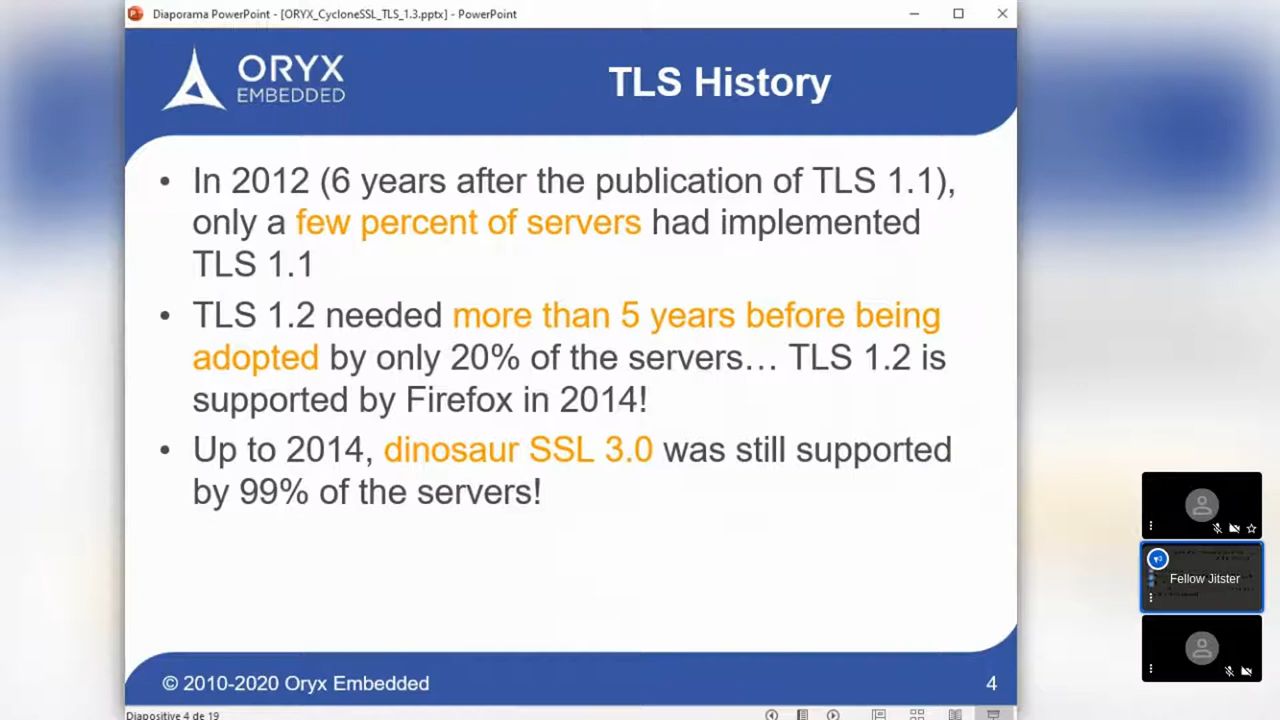 Diaporama PowerPoint - [ORYX_CycloneSSL_TLS_1.3.pptx] - PowerPoint
ORYX
EMBEDDED
TLS History
• In 2012 (6 years after the publication of TLS 1.1),
only a few percent of servers had implemented
TLS 1.1
• TLS 1.2 needed more than 5 years before being
adopted by only 20% of the servers… TLS 1.2 is
supported by Firefox in 2014!
• Up to 2014, dinosaur SSL 3.0 was still supported
by 99% of the servers!
Fellow Jitster
© 2010-2020 Oryx Embedded
4
Diapositive 4 de 19